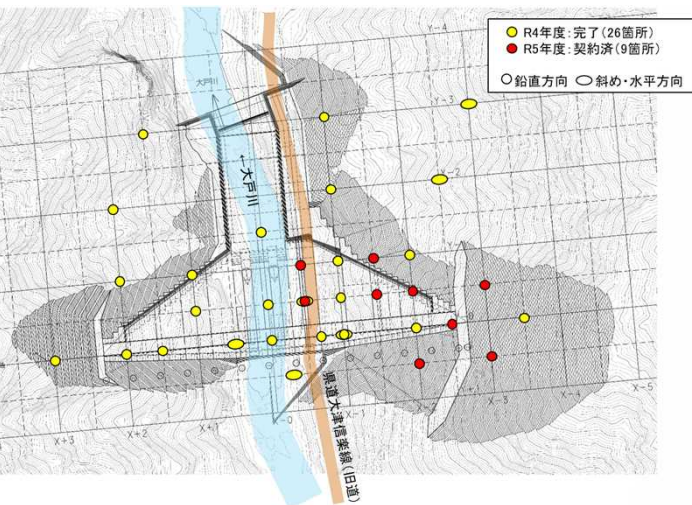 R4年度：完了(26箇所)
R5年度：契約済(9箇所)
鉛直方向 斜め・水平方向
Y-4
Y-3
-2
大戸川
←大戸川
県道大津信楽線(旧道)
X+3
X+2
X+1
-0
X-1
X-3
X-4
X-5